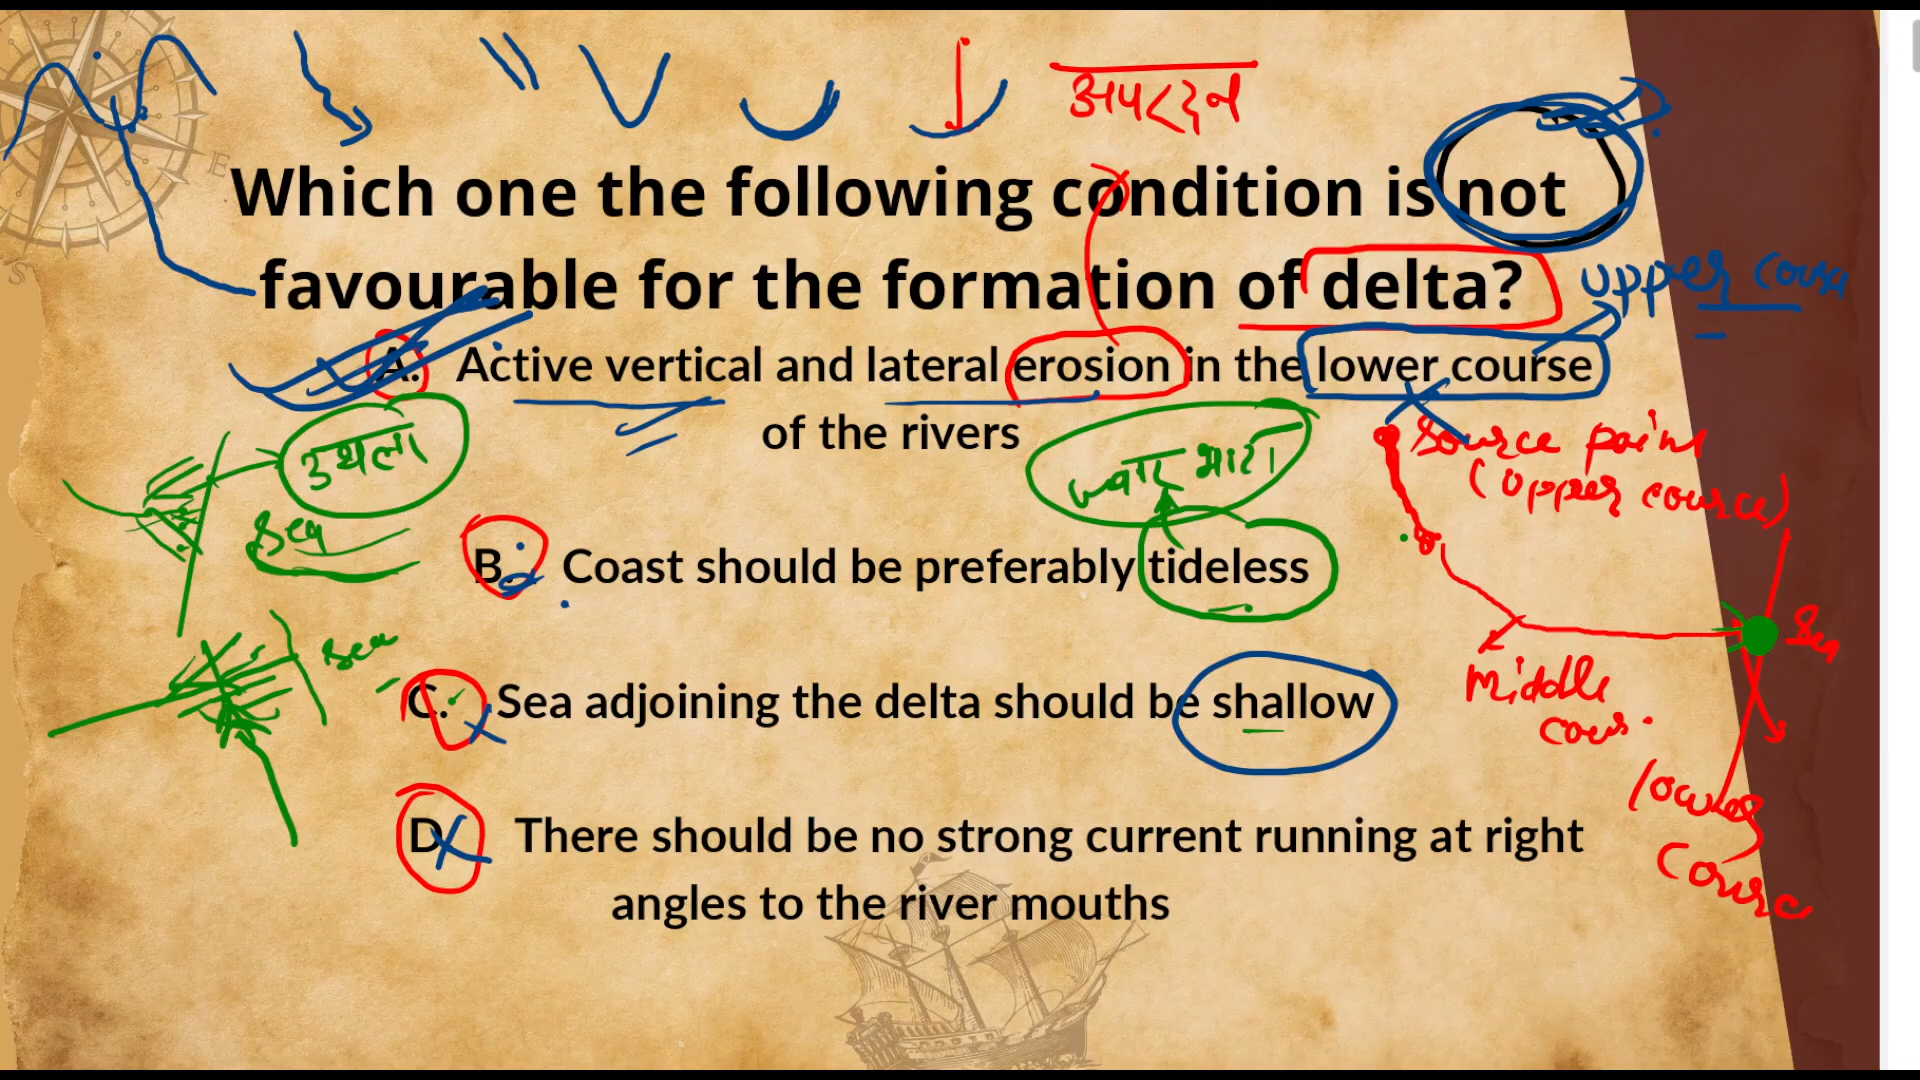 अपरदन
Which one the following condition is not
favourable for the formation of delta?
upper course
A. Active vertical and lateral erosion in the lower course
of the rivers
उथला
ज्वार भाटा
Source point
(Upper cource)
Sea
B. Coast should be preferably tideless
Sea
Sea
Middle
cour.
C. Sea adjoining the delta should be shallow
lower
Course
D. There should be no strong current running at right
angles to the river mouths
E
S